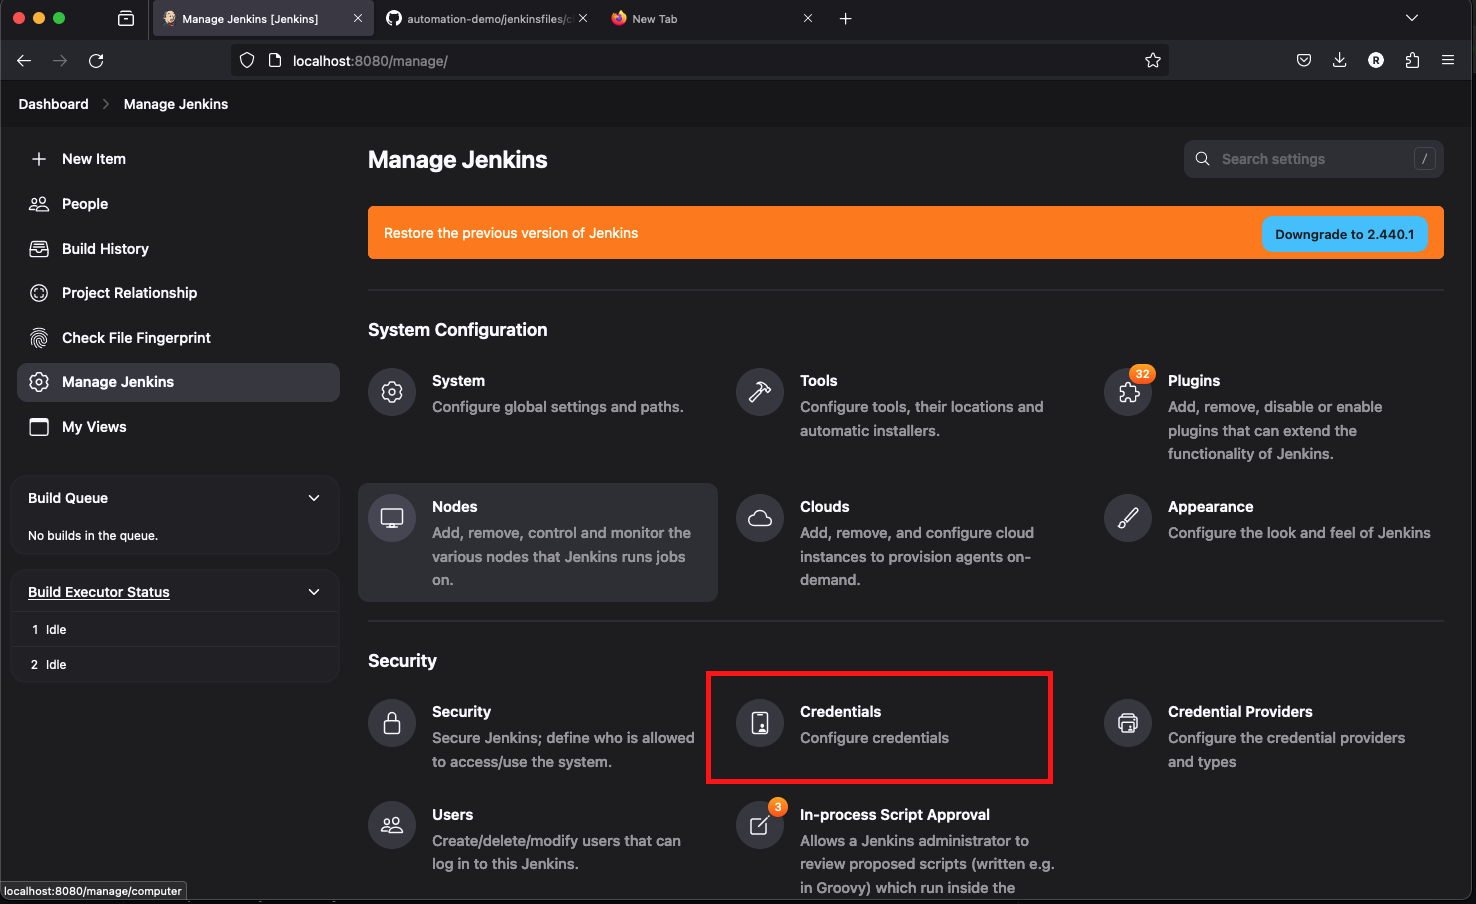 Manage Jenkins [Jenkins]
automation-demo/jenkinsfiles/
New Tab
localhost:8080/manage/
R
Dashboard
Manage Jenkins
New Item
People
Build History
Project Relationship
Check File Fingerprint
Manage Jenkins
My Views
Build Queue
No builds in the queue.
Build Executor Status
1 Idle
2 Idle
Manage Jenkins
Search settings
/
Restore the previous version of Jenkins
Downgrade to 2.440.1
System Configuration
System
Configure global settings and paths.
Tools
Configure tools, their locations and
automatic installers.
32
Plugins
Add, remove, disable or enable
plugins that can extend the
functionality of Jenkins.
Nodes
Add, remove, control and monitor the
various nodes that Jenkins runs jobs
on.
Clouds
Add, remove, and configure cloud
instances to provision agents on-
demand.
Appearance
Configure the look and feel of Jenkins
Security
Security
Secure Jenkins; define who is allowed
to access/use the system.
Credentials
Configure credentials
Credential Providers
Configure the credential providers
and types
Users
Create/delete/modify users that can
log in to this Jenkins.
3
In-process Script Approval
Allows a Jenkins administrator to
review proposed scripts (written e.g.
in Groovy) which run inside the
localhost:8080/manage/computer